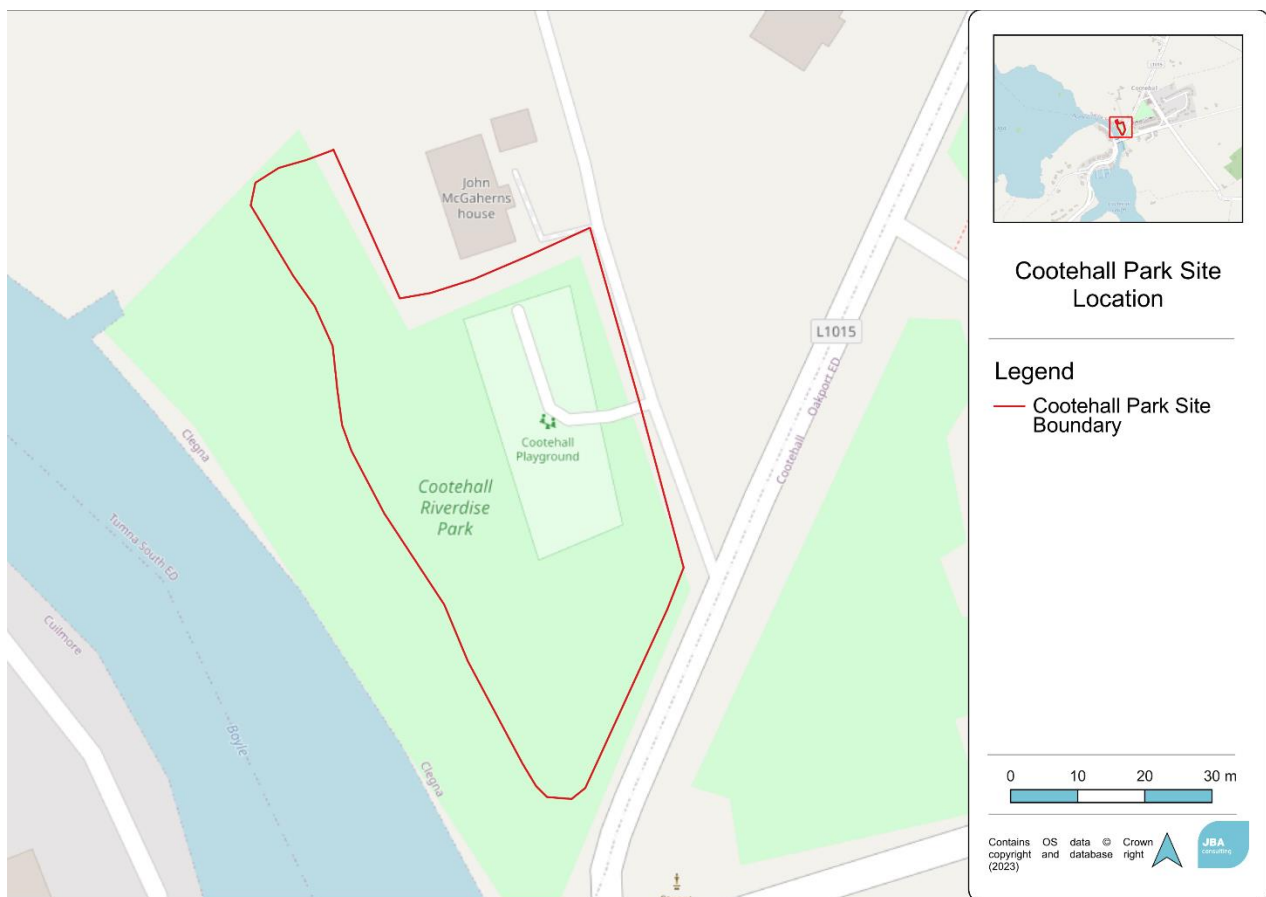 John
McGaherns
house
L1015
Cootehall
Oakport ED
Cootehall
Playground
Cootehall
Riverdise
Park
Clegna
Tumna South ED
Cuilmore
Boyle
Clegna
Cootehall
Cootehall Park Site
Location
Legend
Cootehall Park Site
Boundary
0 10 20 30 m
Contains OS data © Crown
copyright and database right
(2023)
JBA
consulting